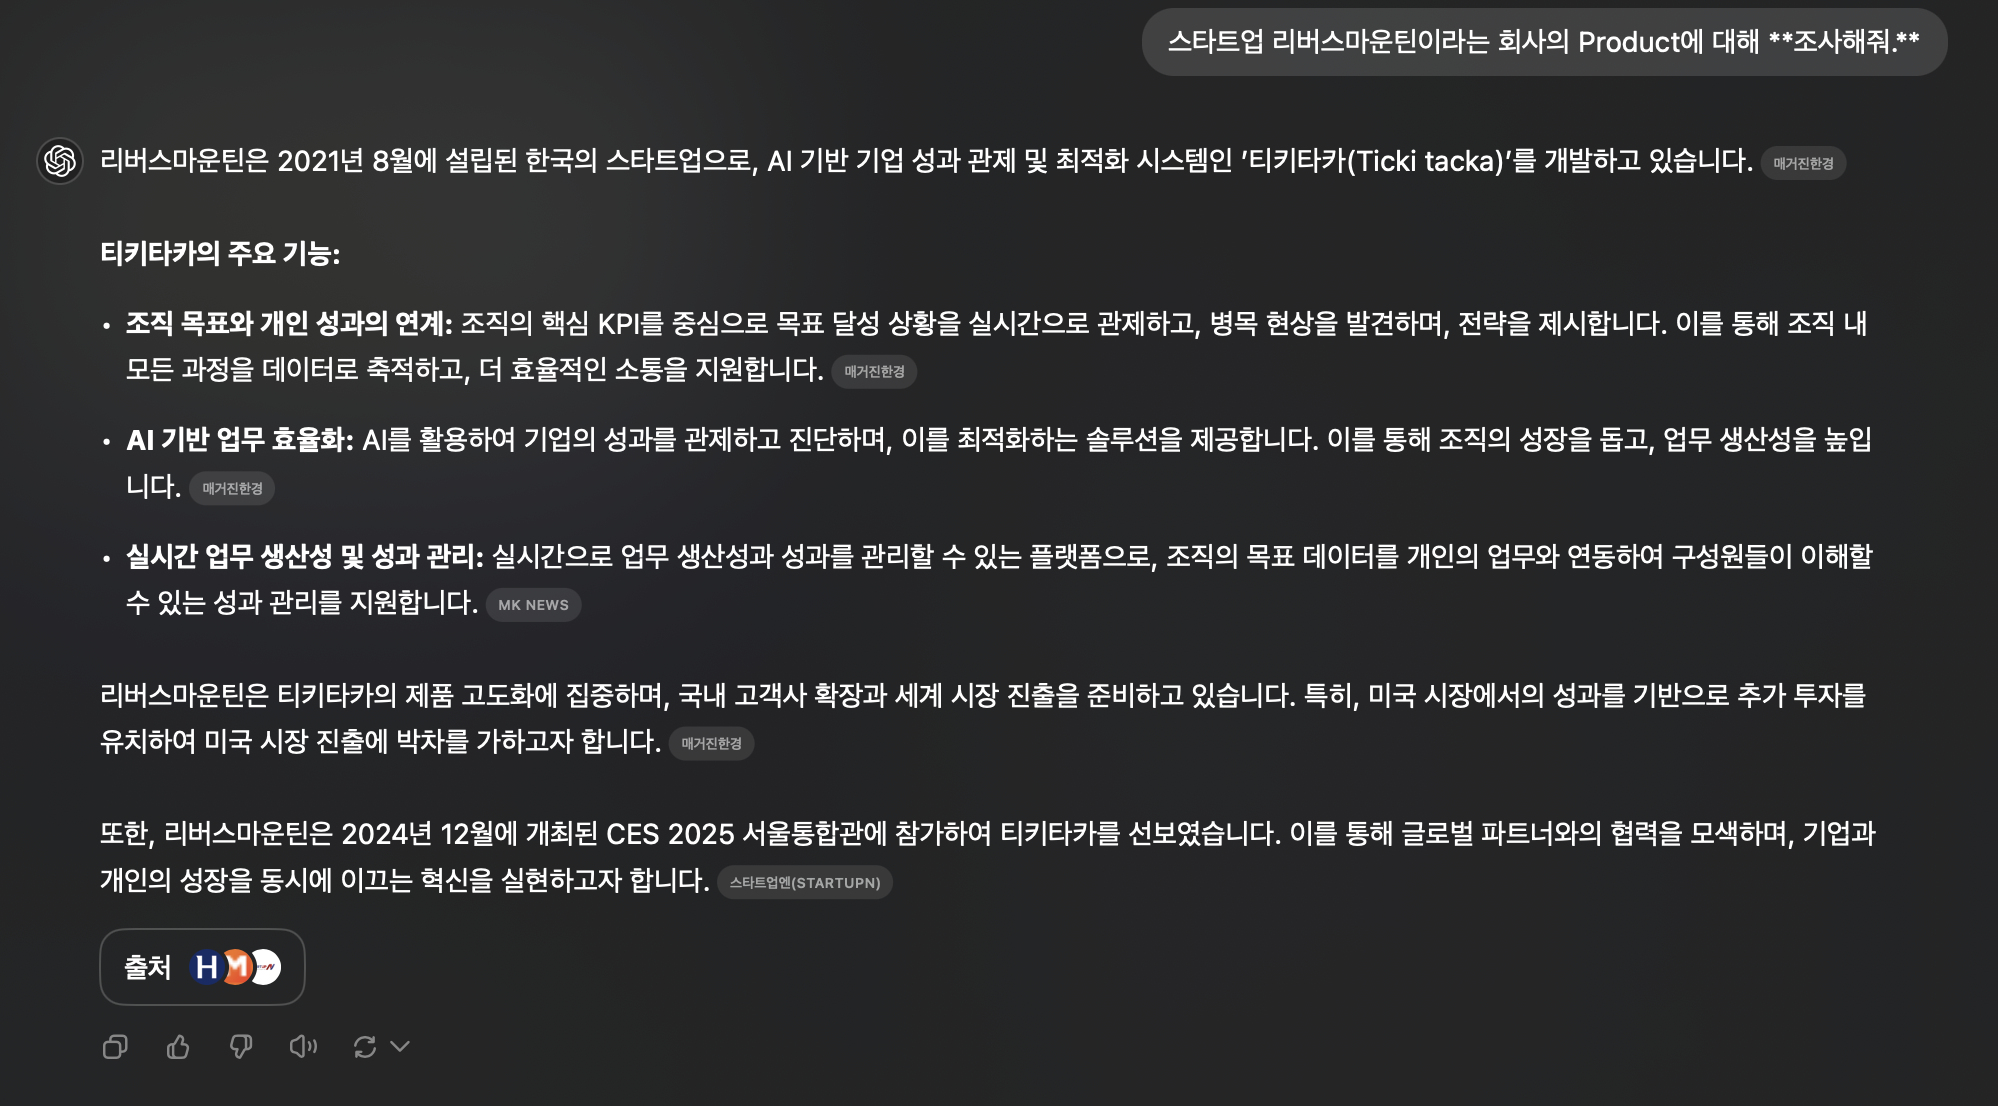 스타트업 리버스마운틴이라는 회사의 Product에 대해 **조사해줘.**
리버스마운틴은 2021년 8월에 설립된 한국의 스타트업으로, AI 기반 기업 성과 관제 및 최적화 시스템인 '티키타카(Ticki tacka)'를 개발하고 있습니다. 매거진한경
티키타카의 주요 기능:
• 조직 목표와 개인 성과의 연계: 조직의 핵심 KPI를 중심으로 목표 달성 상황을 실시간으로 관제하고, 병목 현상을 발견하며, 전략을 제시합니다. 이를 통해 조직 내
모든 과정을 데이터로 축적하고, 더 효율적인 소통을 지원합니다. 매거진한경
• AI 기반 업무 효율화: AI를 활용하여 기업의 성과를 관제하고 진단하며, 이를 최적화하는 솔루션을 제공합니다. 이를 통해 조직의 성장을 돕고, 업무 생산성을 높입
니다. 매거진한경
• 실시간 업무 생산성 및 성과 관리: 실시간으로 업무 생산성과 성과를 관리할 수 있는 플랫폼으로, 조직의 목표 데이터를 개인의 업무와 연동하여 구성원들이 이해할
수 있는 성과 관리를 지원합니다. MK NEWS
리버스마운틴은 티키타카의 제품 고도화에 집중하며, 국내 고객사 확장과 세계 시장 진출을 준비하고 있습니다. 특히, 미국 시장에서의 성과를 기반으로 추가 투자를
유치하여 미국 시장 진출에 박차를 가하고자 합니다. 매거진한경
또한, 리버스마운틴은 2024년 12월에 개최된 CES 2025 서울통합관에 참가하여 티키타카를 선보였습니다. 이를 통해 글로벌 파트너와의 협력을 모색하며, 기업과
개인의 성장을 동시에 이끄는 혁신을 실현하고자 합니다. 스타트업엔(STARTUPN)
출처 H M